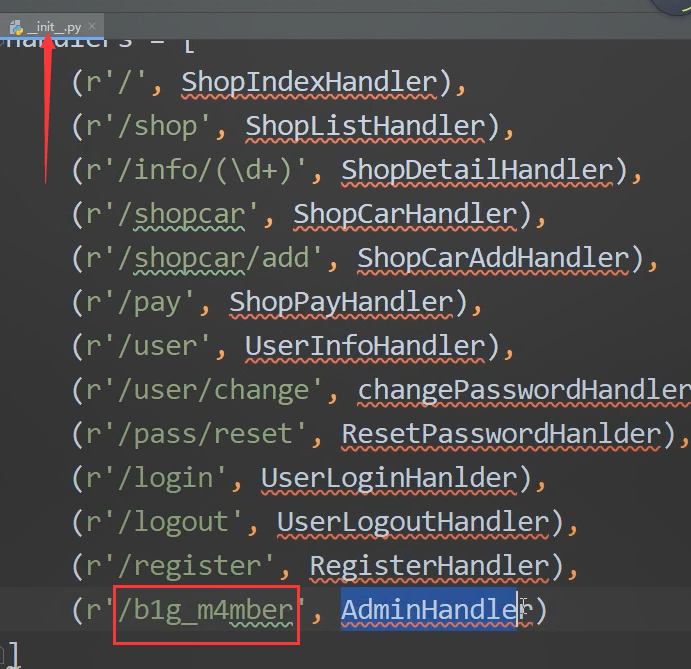 __init__.py ×
handlers = [
(r'/', ShopIndexHandler),
(r'/shop', ShopListHandler),
(r'/info/(\d+)', ShopDetailHandler),
(r'/shopcar', ShopCarHandler),
(r'/shopcar/add', ShopCarAddHandler),
(r'/pay', ShopPayHandler),
(r'/user', UserInfoHandler),
(r'/user/change', changePasswordHandler
(r'/pass/reset', ResetPasswordHanlder),
(r'/login', UserLoginHanlder),
(r'/logout', UserLogoutHandler),
(r'/register', RegisterHandler),
(r'/b1g_m4mber', AdminHandler)
]